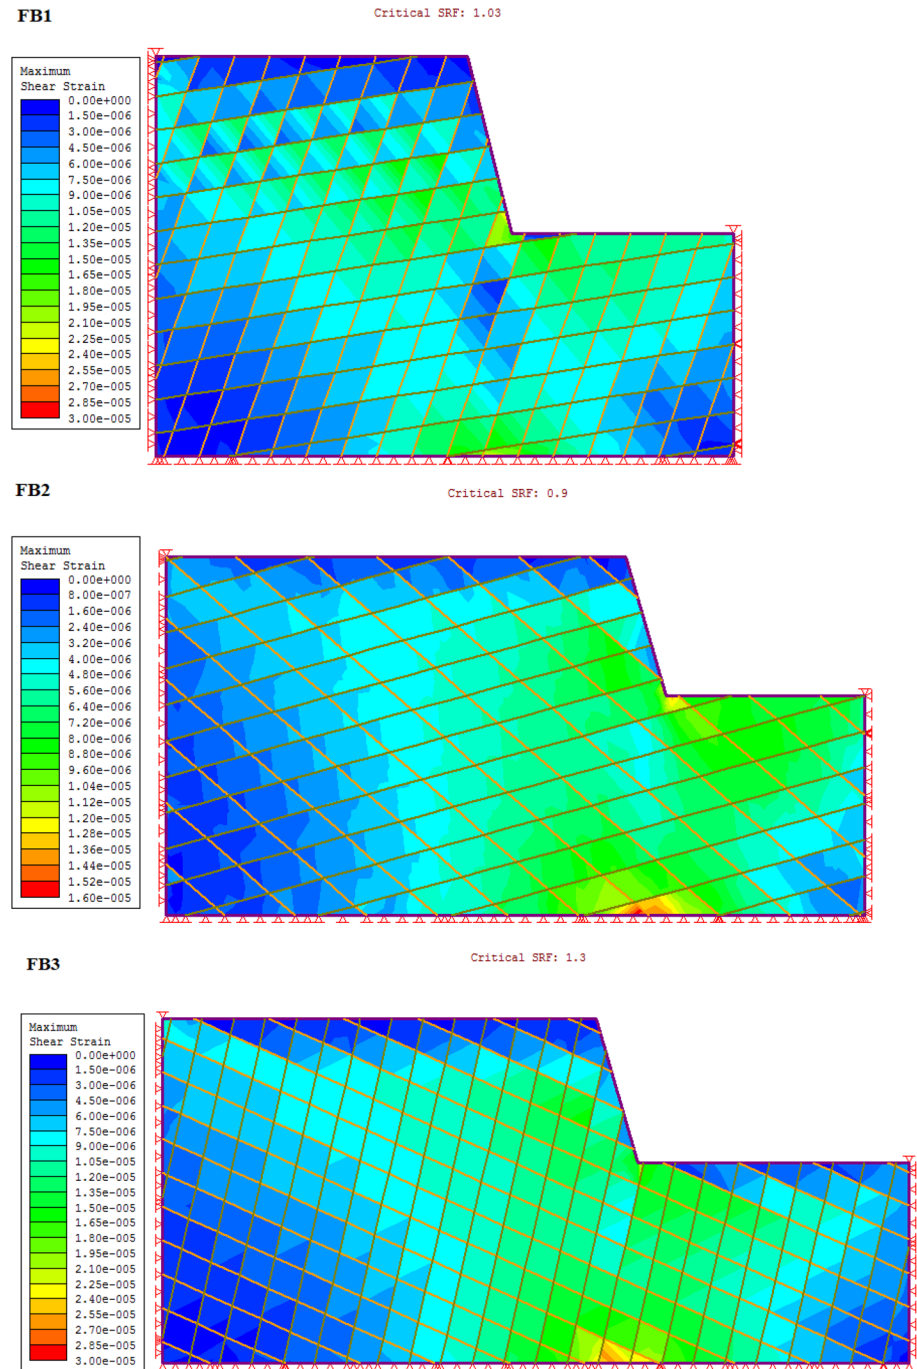 FB1
Critical SRF: 1.03
Maximum
Shear Strain
0.00e+000
1.50e-006
3.00e-006
4.50e-006
6.00e-006
7.50e-006
9.00e-006
1.05e-005
1.20e-005
1.35e-005
1.50e-005
1.65e-005
1.80e-005
1.95e-005
2.10e-005
2.25e-005
2.40e-005
2.55e-005
2.70e-005
2.85e-005
3.00e-005
FB2
Critical SRF: 0.9
Maximum
Shear Strain
0.00e+000
8.00e-007
1.60e-006
2.40e-006
3.20e-006
4.00e-006
4.80e-006
5.60e-006
6.40e-006
7.20e-006
8.00e-006
8.80e-006
9.60e-006
1.04e-005
1.12e-005
1.20e-005
1.28e-005
1.36e-005
1.44e-005
1.52e-005
1.60e-005
FB3
Critical SRF: 1.3
Maximum
Shear Strain
0.00e+000
1.50e-006
3.00e-006
4.50e-006
6.00e-006
7.50e-006
9.00e-006
1.05e-005
1.20e-005
1.35e-005
1.50e-005
1.65e-005
1.80e-005
1.95e-005
2.10e-005
2.25e-005
2.40e-005
2.55e-005
2.70e-005
2.85e-005
3.00e-005